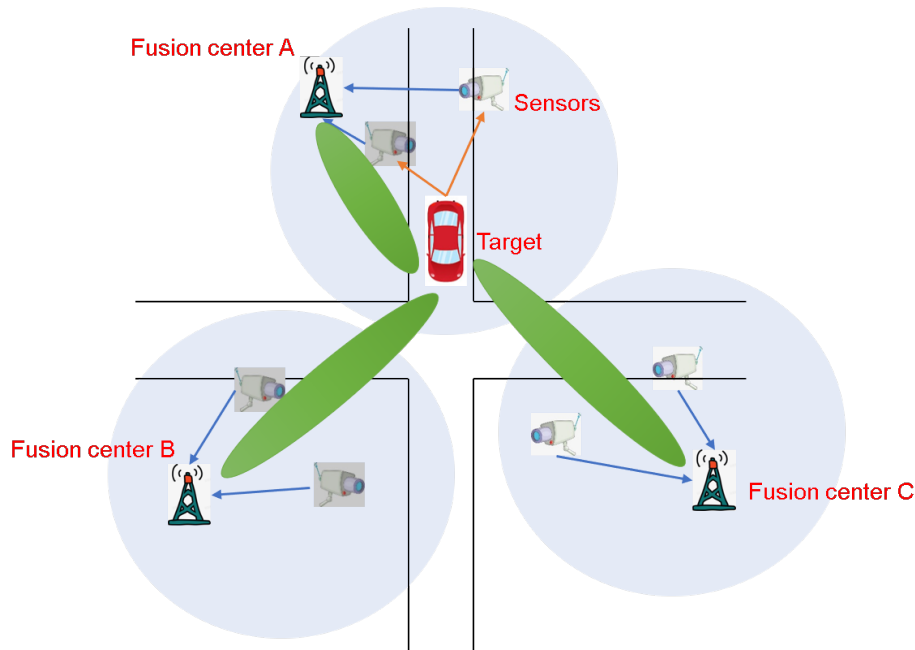 Fusion center A
Sensors
Target
Fusion center B
Fusion center C